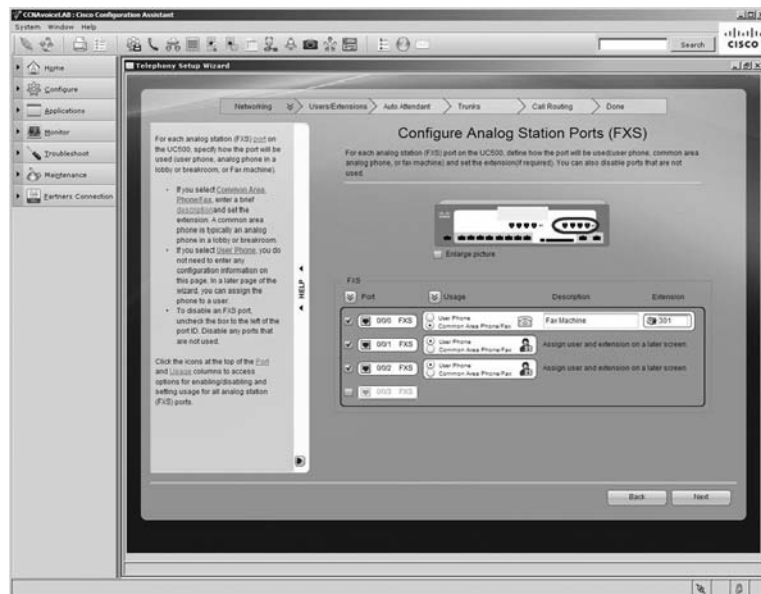 CCNAvoiceLAB : Cisco Configuration Assistant
System Window Help
Search
CISCO
Home
Configure
Applications
Monitor
Troubleshoot
Maintenance
Partners Connection
Telephony Setup Wizard
Networking Users/Extensions Auto Attendant Trunks Call Routing Done
For each analog station (FXS) port on
the UC500, specify how the port will be
used (user phone, analog phone in a
lobby or breakroom, or Fax machine).
• If you select Common Area
Phone/Fax, enter a brief
description and set the
extension. A common area
phone is typically an analog
phone in a lobby or breakroom.
• If you select User Phone, you do
not need to enter any
configuration information on
this page. In a later page of the
wizard, you can assign the
phone to a user.
• To disable an FXS port,
uncheck the box to the left of the
port ID. Disable any ports that
are not used.
Click the icons at the top of the Port
and Usage columns to access
options for enabling/disabling and
setting usage for all analog station
(FXS) ports.
HELP
Configure Analog Station Ports (FXS)
For each analog station (FXS) port on the UC500, define how the port will be used(user phone, common area
analog phone, or fax machine) and set the extension(if required). You can also disable ports that are not
used.
Enlarge picture
FXS
Port Usage Description Extension
0/0/0 FXS User Phone
Common Area Phone/Fax Fax Machine 301
0/0/1 FXS User Phone
Common Area Phone/Fax Assign user and extension on a later screen
0/0/2 FXS User Phone
Common Area Phone/Fax Assign user and extension on a later screen
0/0/3 FXS
Back Next